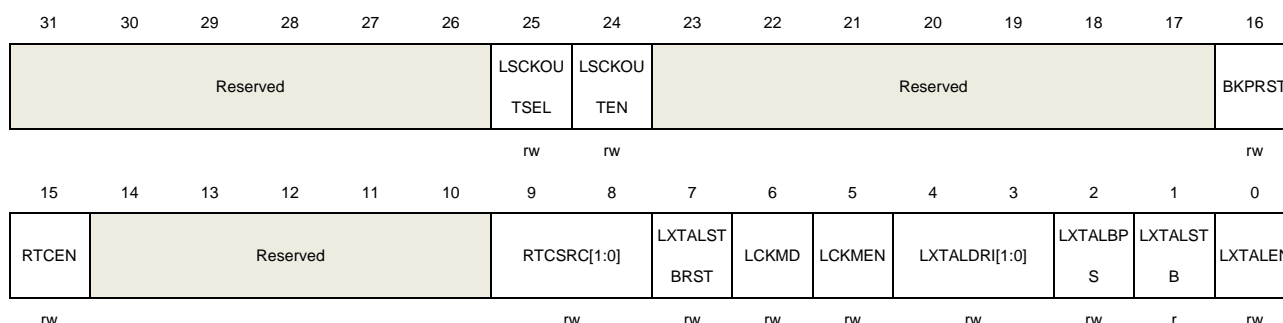 31 30 29 28 27 26 25 24 23 22 21 20 19 18 17 16
Reserved LSCKOU LSCKOU Reserved BKPRST
TSEL TEN
rw rw rw
15 14 13 12 11 10 9 8 7 6 5 4 3 2 1 0
RTCEN Reserved RTCSRC[1:0] LXTALST LCKMD LCKMEN LXTALDRI[1:0] LXTALBP LXTALST LXTALEN
BRST S B
rw rw rw rw rw rw rw r rw